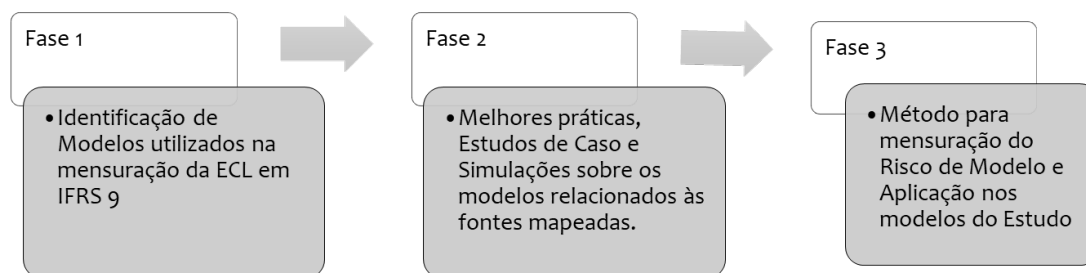 Fase 1
•Identificação de
Modelos utilizados na
mensuração da ECL em
IFRS 9
Fase 2
•Melhores práticas,
Estudos de Caso e
Simulações sobre os
modelos relacionados às
fontes mapeadas.
Fase 3
•Método para
mensuração do
Risco de Modelo e
Aplicação nos
modelos do Estudo